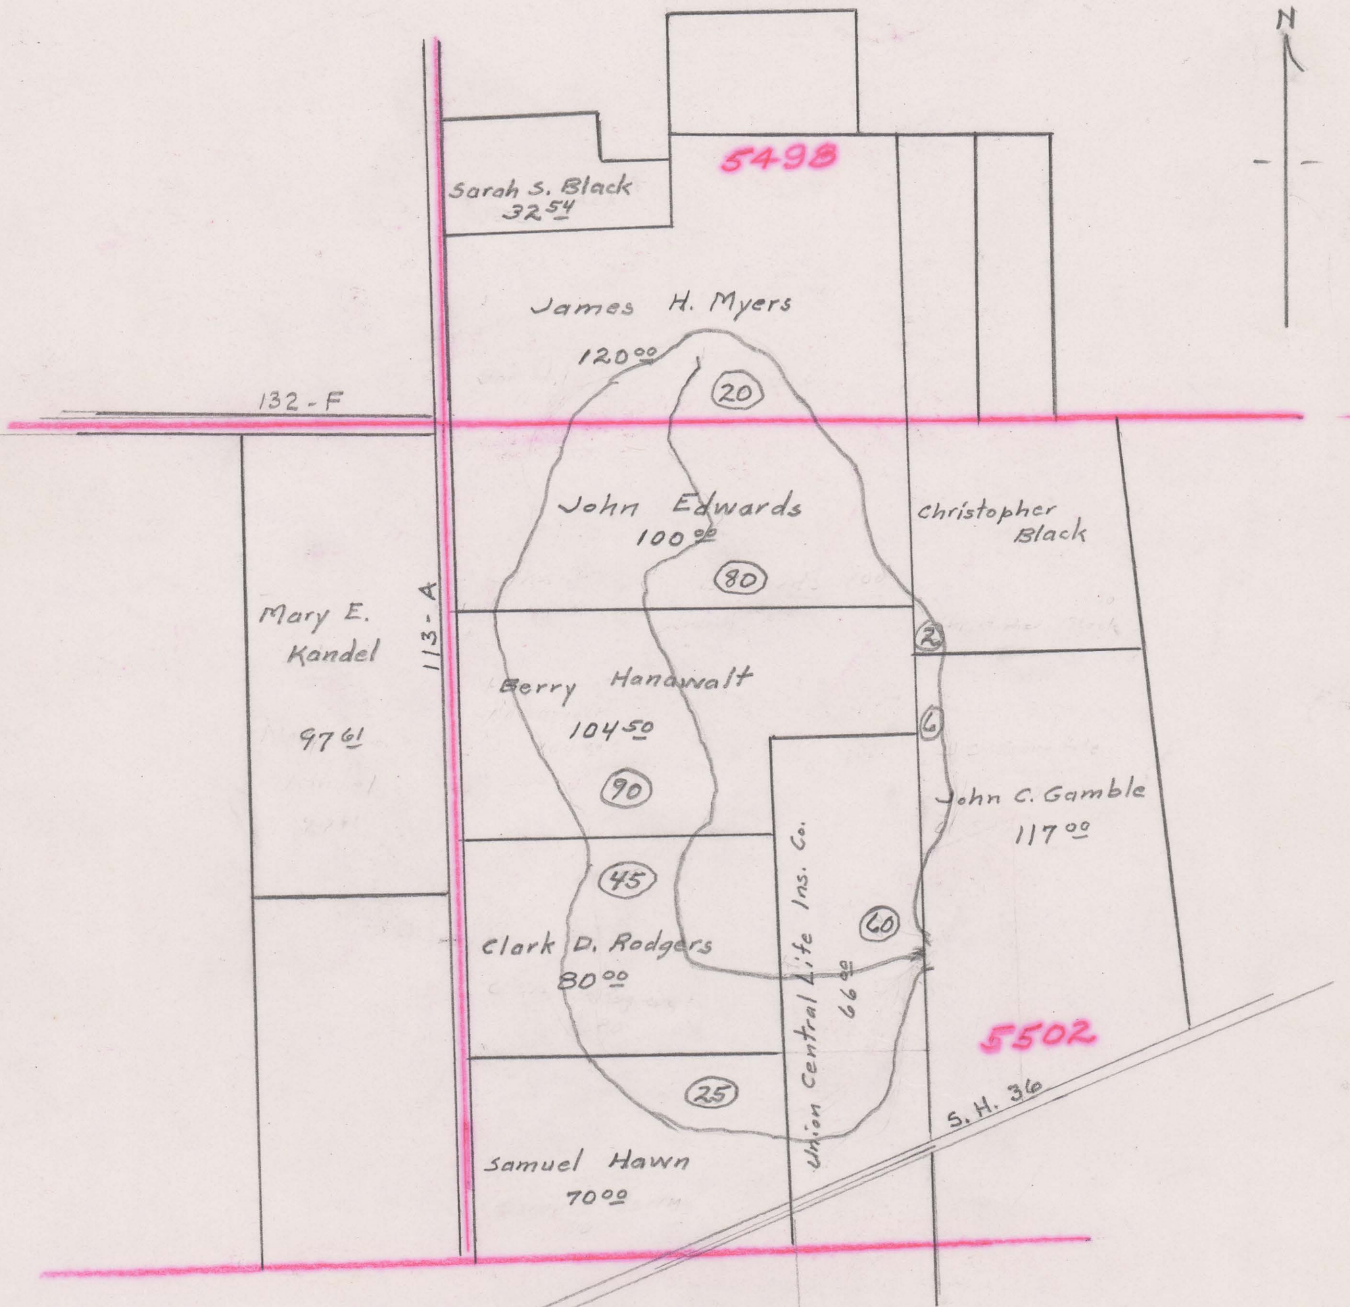 N
5498
Sarah S. Black
32 54
James H. Myers
120 00
20
132-F
John Edwards
100 00
80
Christopher
Black
Mary E.
Kandel
97 61
113-A
2
Berry Hanawalt
104 50
90
6
John C. Gamble
117 00
45
Clark D. Rodgers
80 00
Union Central Life Ins. Co.
66 00
60
5502
25
S. H. 36
Samuel Hawn
70 00